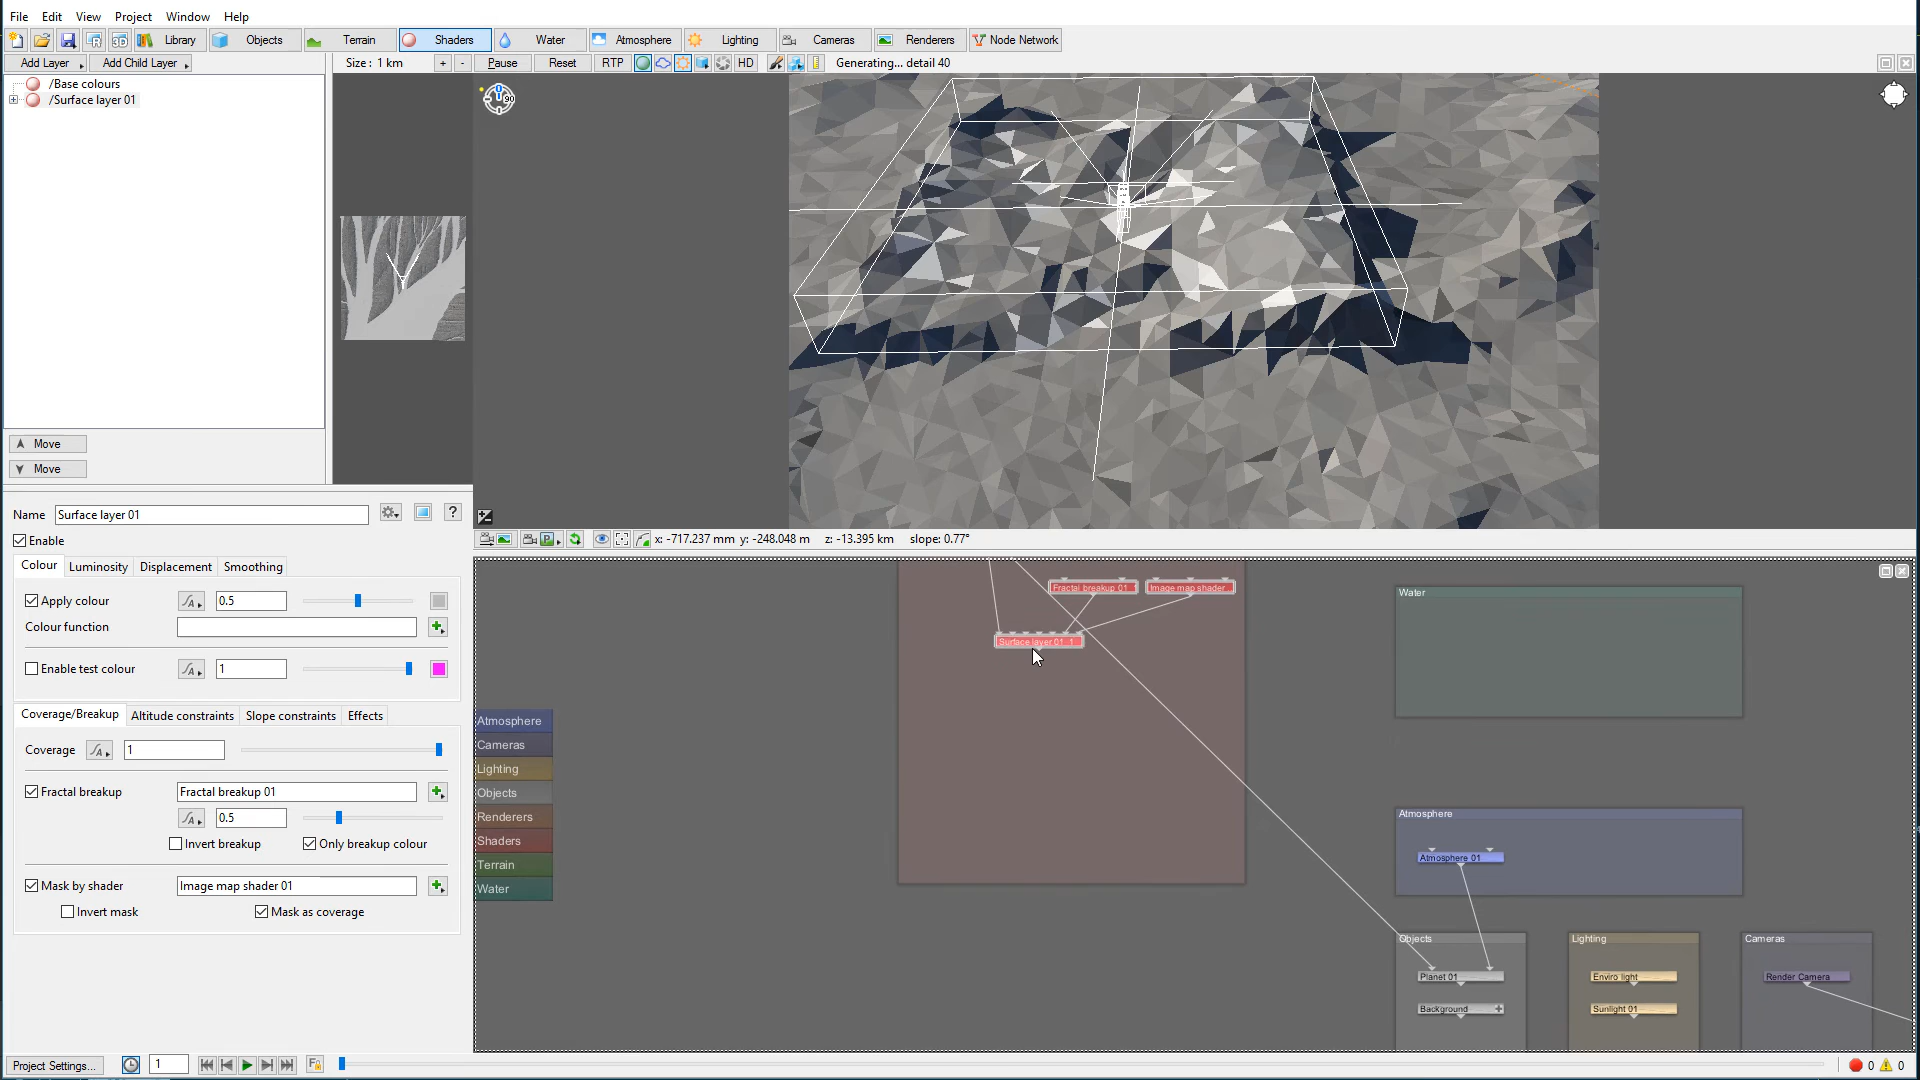 File Edit View Project Window Help
Library Objects Terrain Shaders Water Atmosphere Lighting Cameras Renderers Node Network
Add Layer Add Child Layer Size : 1 km + - Pause Reset RTP HD Generating... detail 40
/Base colours
/Surface layer 01
90
Move
Move
Name Surface layer 01 ?
Enable
x: -717.237 mm y: -248.048 m z: -13.395 km slope: 0.77°
Colour Luminosity Displacement Smoothing
Apply colour 0.5
Colour function
Enable test colour 1
Coverage/Breakup Altitude constraints Slope constraints Effects
Coverage 1
Fractal breakup Fractal breakup 01
0.5
Invert breakup Only breakup colour
Mask by shader Image map shader 01
Invert mask Mask as coverage
Fractal breakup 01 Image map shader ..
Surface layer 01_1
Water
Atmosphere
Cameras
Lighting
Objects
Renderers
Shaders
Terrain
Water
Atmosphere
Atmosphere 01
Objects Lighting Cameras
Planet 01 Enviro light Render Camera
Background Sunlight 01
Project Settings... 1 0 0